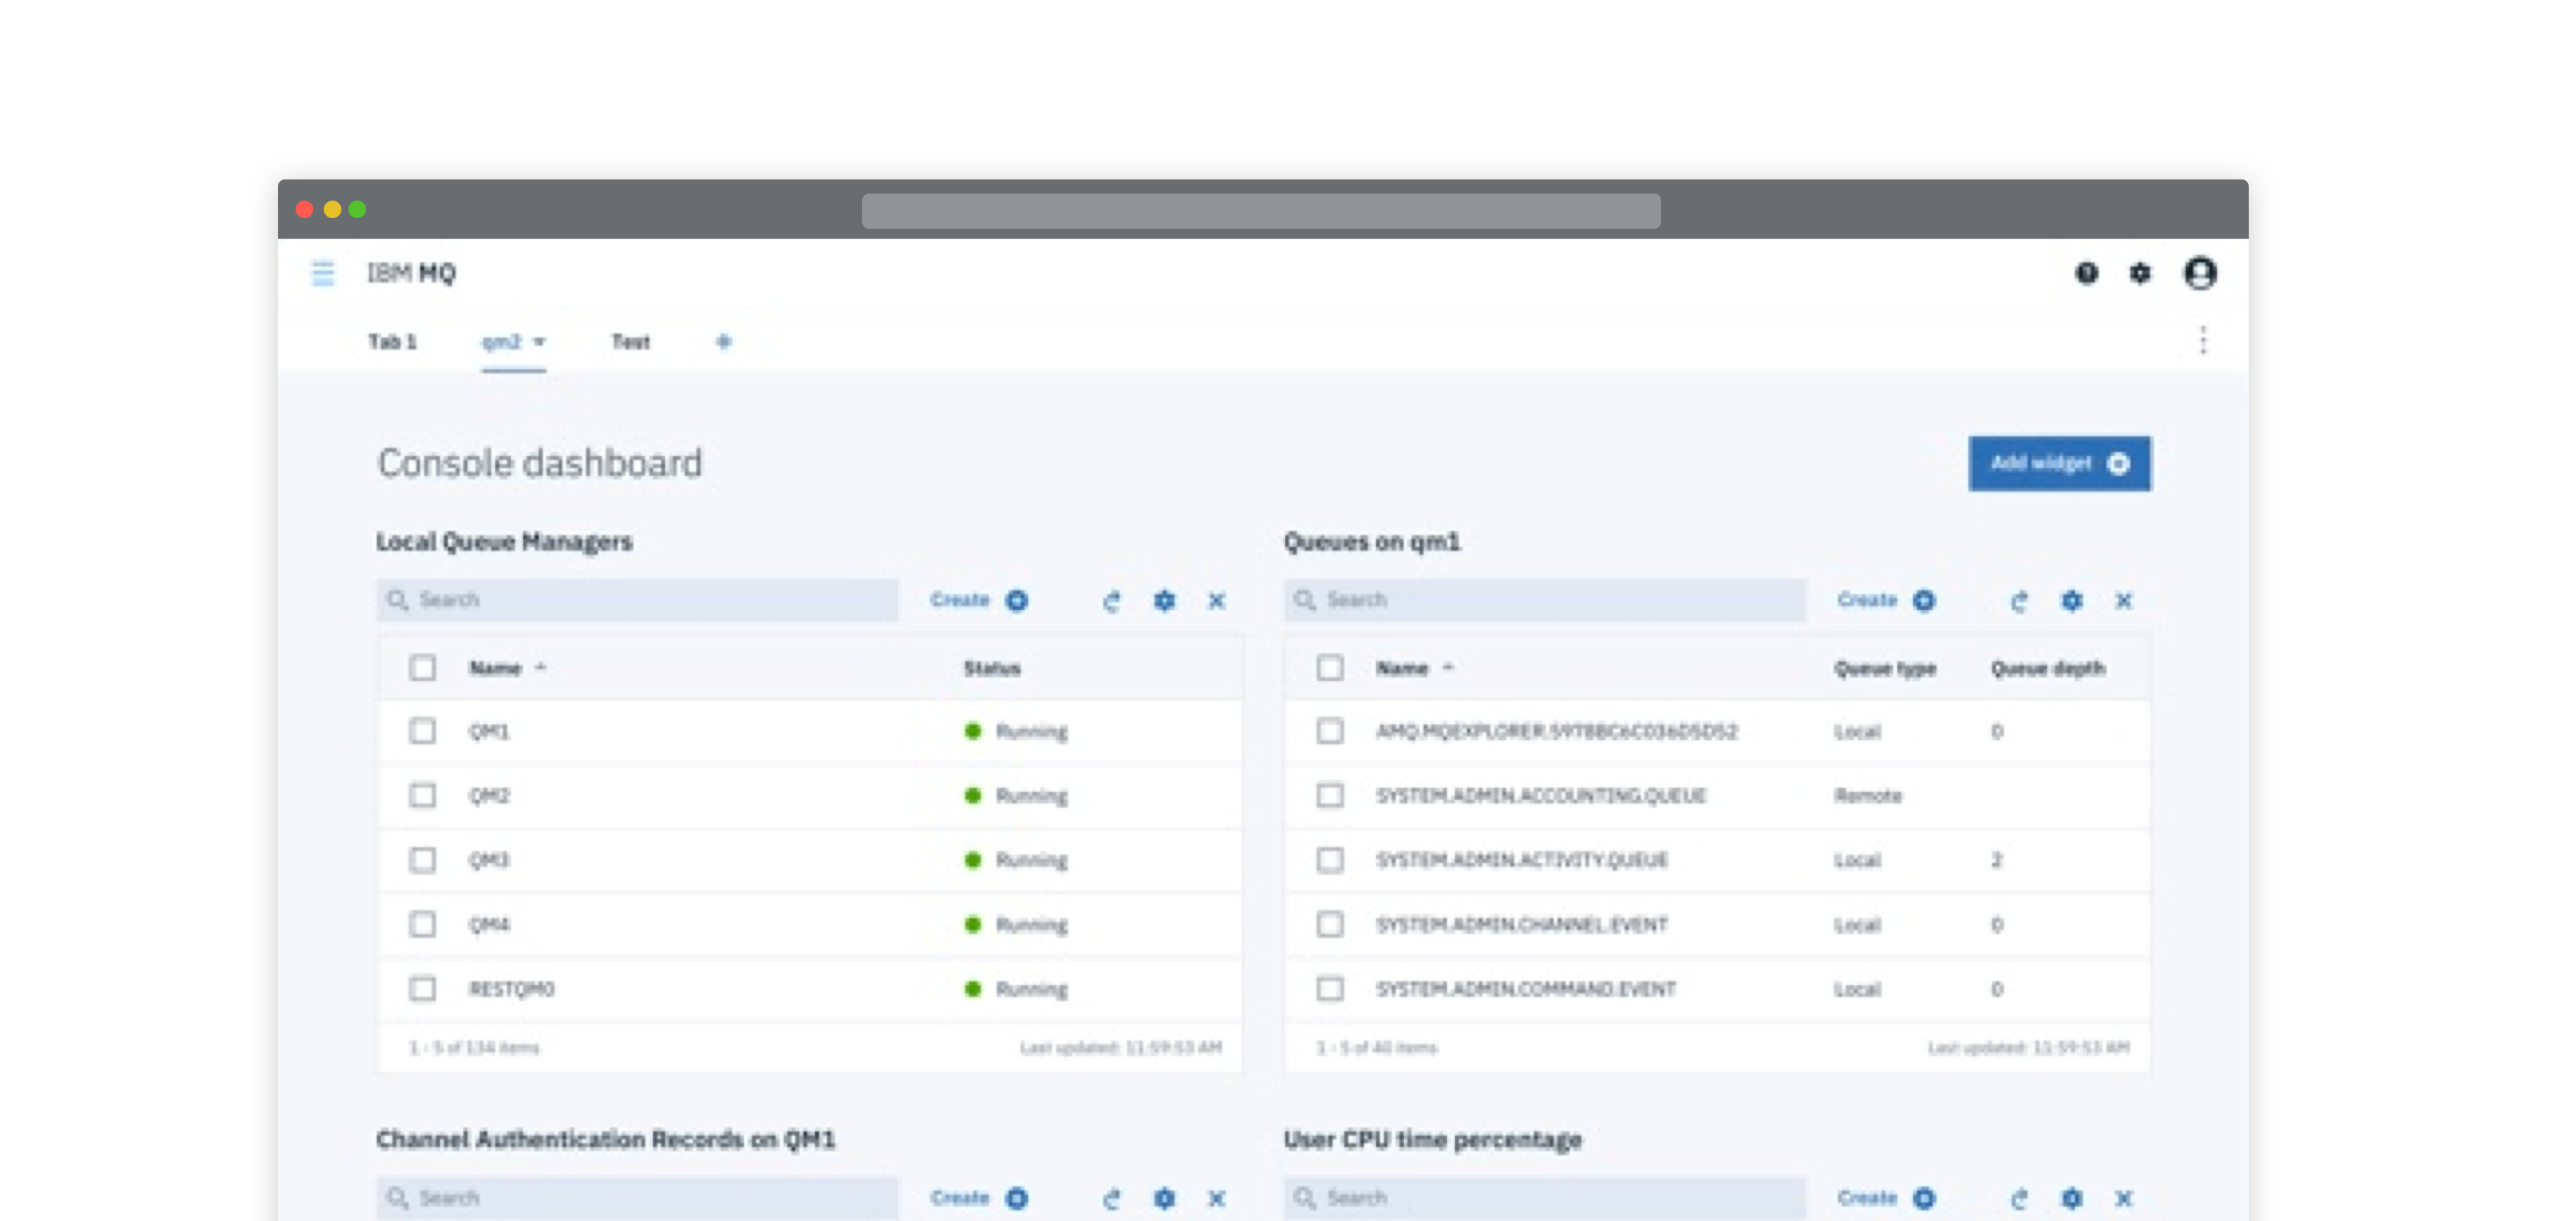 IBM MQ
Tab 1 qm2 Test
Console dashboard
Add widget
Local Queue Managers
Search Create
Name Status
QM1 Running
QM2 Running
QM3 Running
QM4 Running
RESTQM0 Running
1 - 5 of 134 items Last updated: 11:59:53 AM
Queues on qm1
Search Create
Name Queue type Queue depth
Local 0
SYSTEM.ADMIN.ACCOUNTING.QUEUE Remote
SYSTEM.ADMIN.ACTIVITY.QUEUE Local 2
SYSTEM.ADMIN.CHANNEL.EVENT Local 0
SYSTEM.ADMIN.COMMAND.EVENT Local 0
1 - 5 of 40 items Last updated: 11:59:53 AM
Channel Authentication Records on QM1
Search Create
User CPU time percentage
Search Create